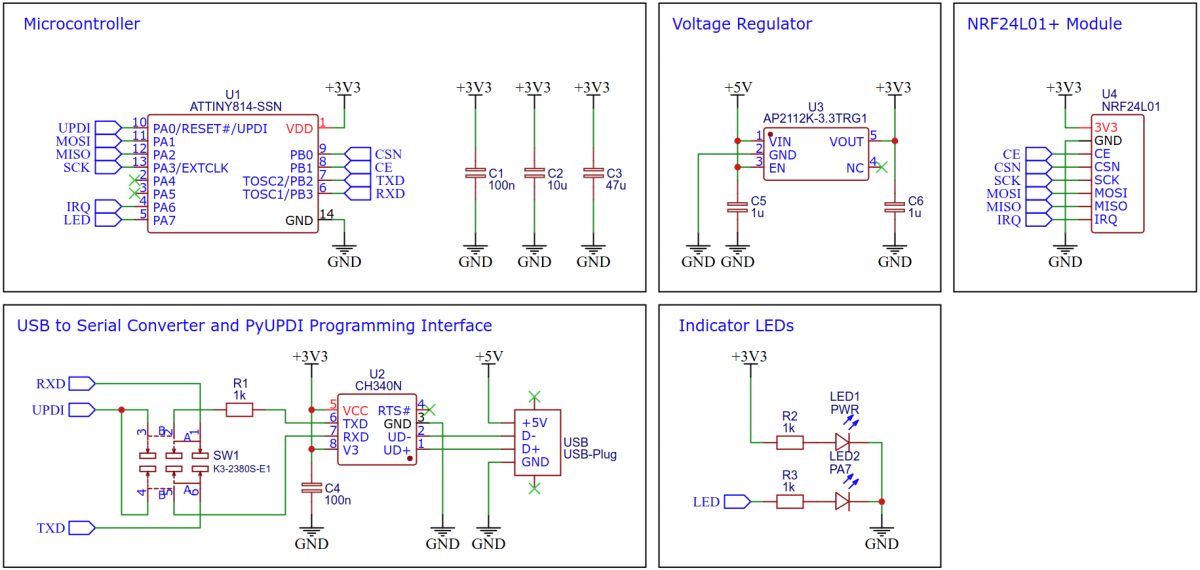 Microcontroller
+3V3
+3V3
+3V3
+3V3
U1
ATTINY814-SSN
UPDI
10
PA0/RESET#/UPDI
VDD
1
MOSI
11
PA1
MISO
12
PA2
PB0
9
CSN
SCK
13
PA3/EXTCLK
PB1
8
CE
2
PA4
TOSC2/PB2
7
TXD
3
PA5
TOSC1/PB3
6
RXD
IRQ
4
PA6
LED
5
PA7
GND
14
C1
100n
C2
10u
C3
47u
GND
GND
GND
GND
Voltage Regulator
+5V
+3V3
U3
AP2112K-3.3TRG1
1
VIN
VOUT
5
2
GND
3
EN
NC
4
C5
1u
C6
1u
GND
GND
GND
NRF24L01+ Module
+3V3
U4
NRF24L01
3V3
GND
CE
CE
CSN
CSN
SCK
SCK
MOSI
MOSI
MISO
MISO
IRQ
IRQ
GND
USB to Serial Converter and PyUPDI Programming Interface
+3V3
+5V
RXD
UPDI
R1
1k
U2
CH340N
5
VCC
RTS#
4
6
TXD
GND
3
7
RXD
UD-
2
8
V3
UD+
1
+5V
D-
D+
GND
USB
USB-Plug
3
B
2
A
1
SW1
K3-2380S-E1
4
B
5
A
6
C4
100n
TXD
GND
GND
GND
Indicator LEDs
+3V3
LED1
PWR
R2
1k
LED2
PA7
R3
1k
LED
GND